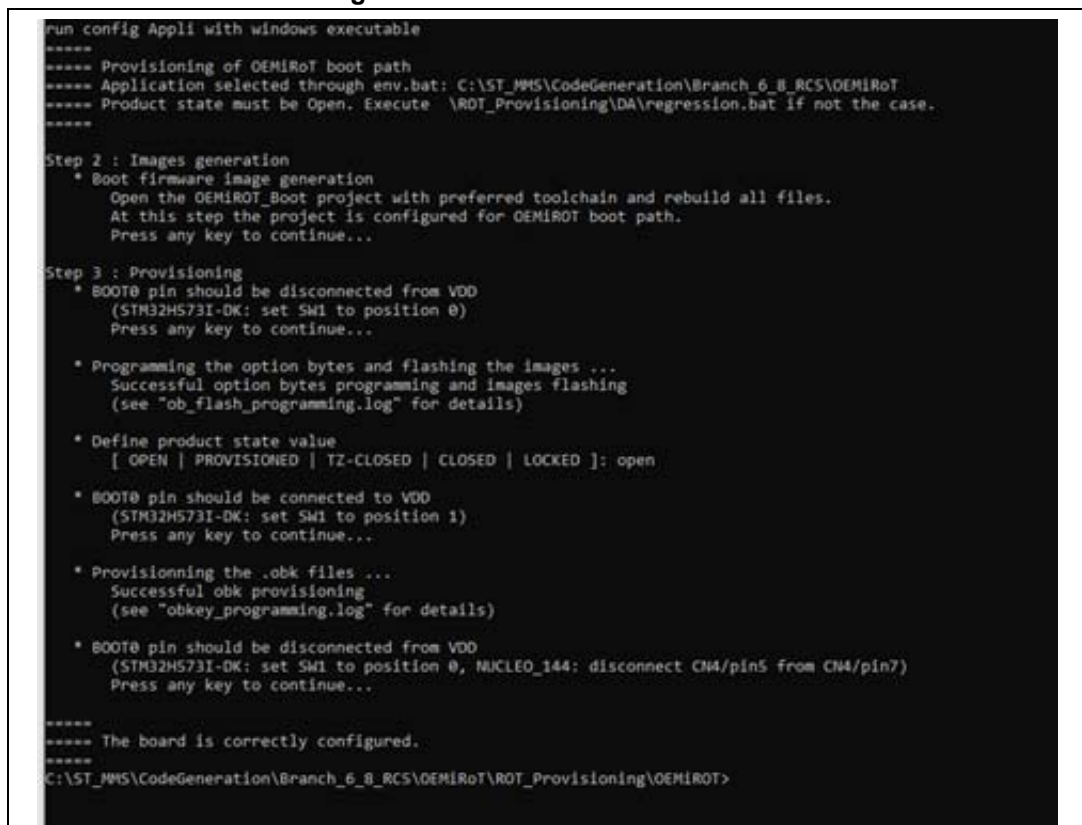 run config Appli with windows executable
=====
===== Provisioning of OEMiRoT boot path
===== Application selected through env.bat: C:\ST_MMS\CodeGeneration\Branch_6_8_RCS\OEMiRoT
===== Product state must be Open. Execute  \ROT_Provisioning\DA\regression.bat if not the case.
=====
Step 2 : Images generation
* Boot firmware image generation
Open the OEMiROT_Boot project with preferred toolchain and rebuild all files.
At this step the project is configured for OEMiROT boot path.
Press any key to continue...
Step 3 : Provisioning
* BOOT0 pin should be disconnected from VDD
(STM32H573I-DK: set SW1 to position 0)
Press any key to continue...
* Programming the option bytes and flashing the images ...
Successful option bytes programming and images flashing
(see "ob_flash_programming.log" for details)
* Define product state value
[ OPEN | PROVISIONED | TZ-CLOSED | CLOSED | LOCKED ]: open
* BOOT0 pin should be connected to VDD
(STM32H573I-DK: set SW1 to position 1)
Press any key to continue...
* Provisionning the .obk files ...
Successful obk provisioning
(see "obkey_programming.log" for details)
* BOOT0 pin should be disconnected from VDD
(STM32H573I-DK: set SW1 to position 0, NUCLEO_144: disconnect CN4/pin5 from CN4/pin7)
Press any key to continue...
=====
===== The board is correctly configured.
=====
C:\ST_MMS\CodeGeneration\Branch_6_8_RCS\OEMiRoT\ROT_Provisioning\OEMiROT>